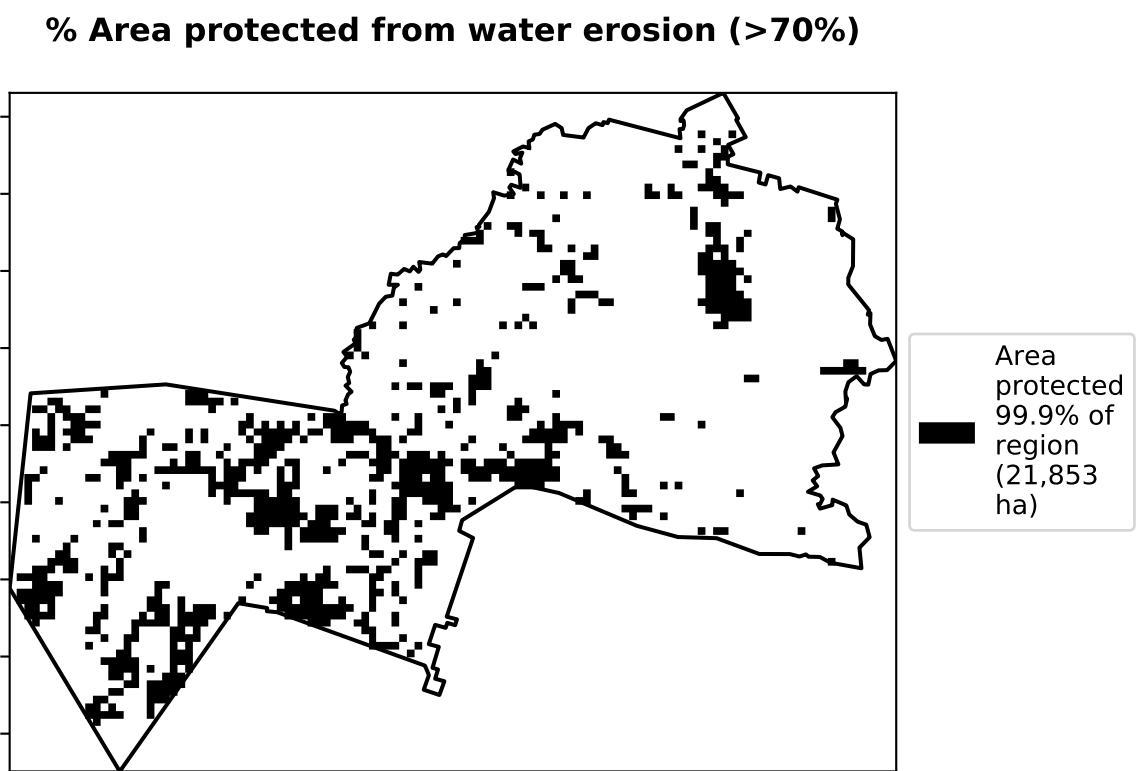 % Area protected from water erosion (>70%)
Area
protected
99.9% of
region
(21,853
ha)